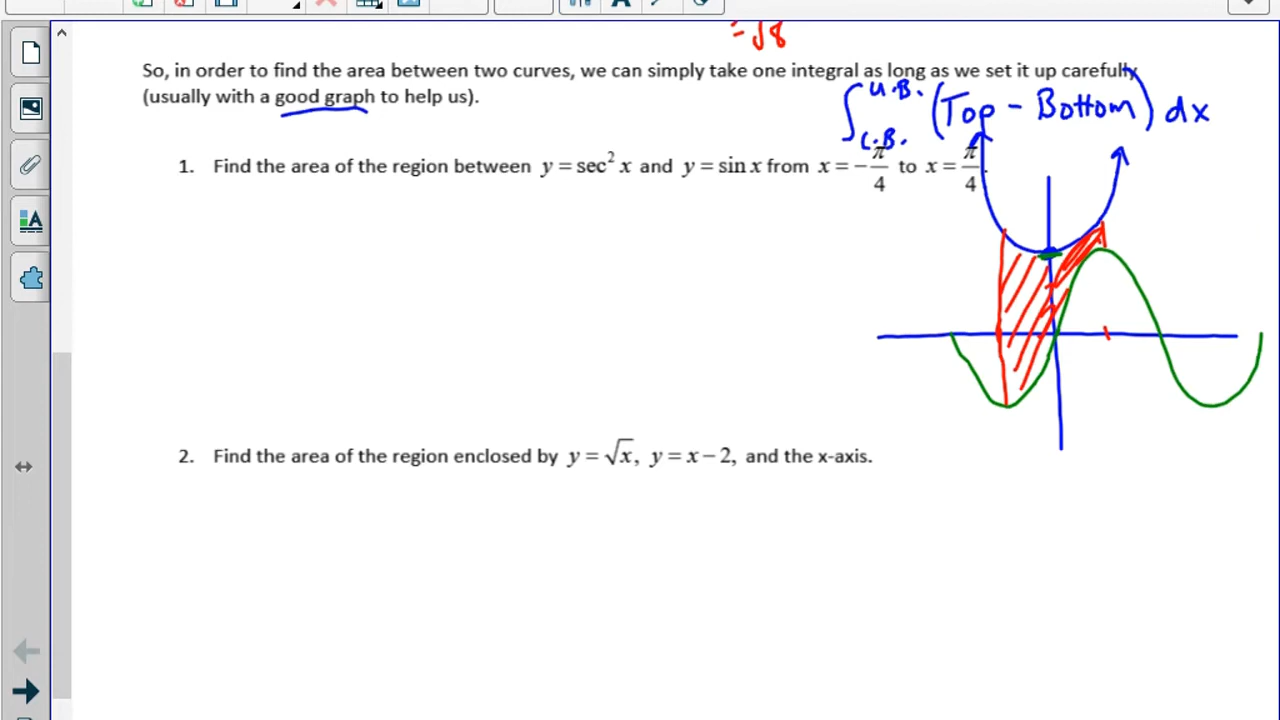 = √8
So, in order to find the area between two curves, we can simply take one integral as long as we set it up carefully
(usually with a good graph to help us).
∫ U.B. L.B. (Top - Bottom) dx
1. Find the area of the region between y = sec² x and y = sin x from x = -π/4 to x = π/4.
2. Find the area of the region enclosed by y = √x, y = x - 2, and the x-axis.